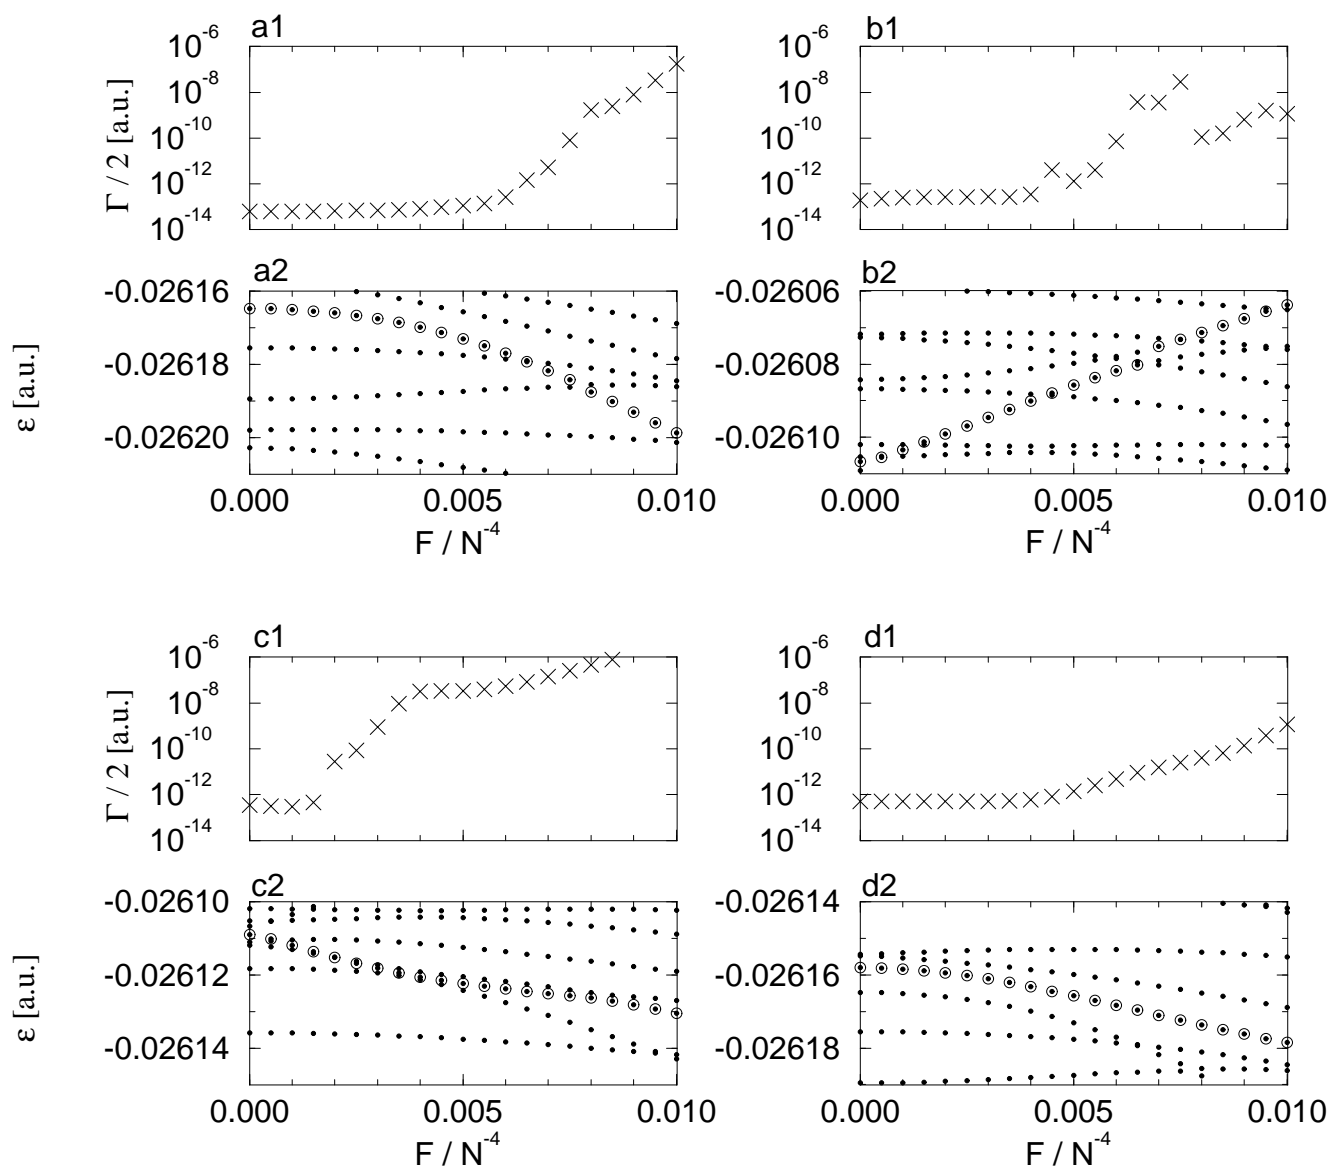 a1
10^-6
10^-8
10^-10
10^-12
10^-14
Γ / 2 [a.u.]
b1
10^-6
10^-8
10^-10
10^-12
10^-14
a2
-0.02616
-0.02618
-0.02620
ε [a.u.]
0.000 0.005 0.010
F / N^-4
b2
-0.02606
-0.02608
-0.02610
0.000 0.005 0.010
F / N^-4
c1
10^-6
10^-8
10^-10
10^-12
10^-14
Γ / 2 [a.u.]
d1
10^-6
10^-8
10^-10
10^-12
10^-14
c2
-0.02610
-0.02612
-0.02614
ε [a.u.]
0.000 0.005 0.010
F / N^-4
d2
-0.02614
-0.02616
-0.02618
0.000 0.005 0.010
F / N^-4